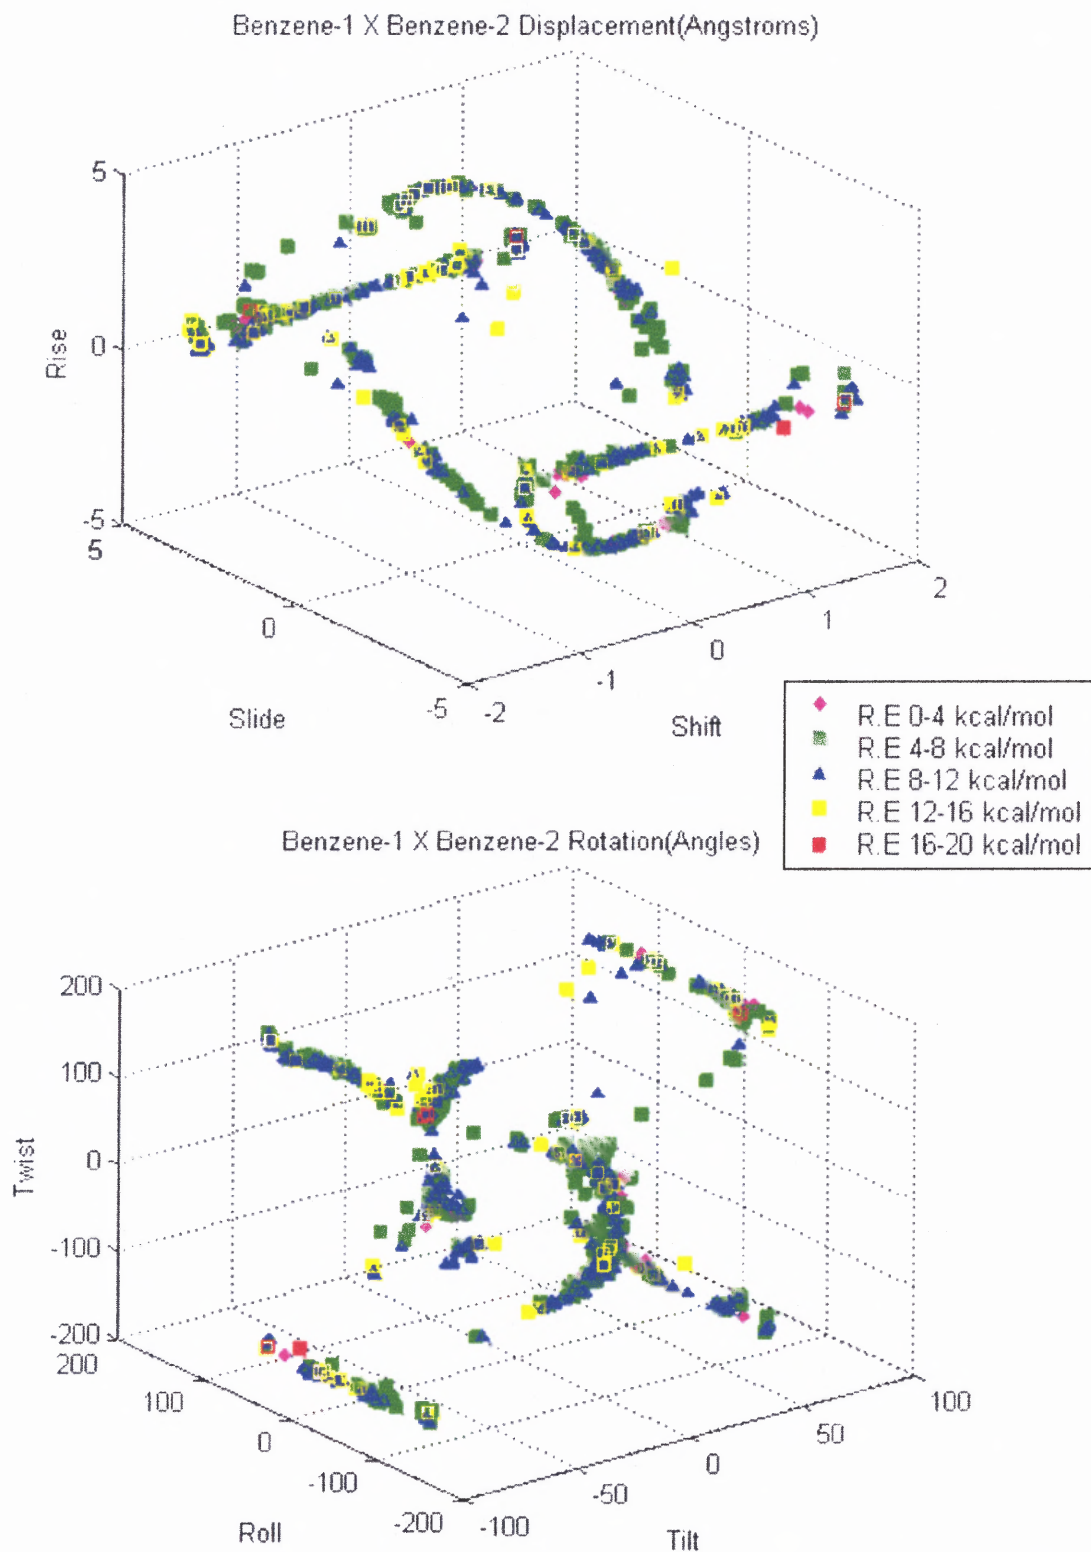 Benzene-1 X Benzene-2 Displacement(Angstroms)
5
0
-5
Rise
5
0
-5
Slide
-2
-1
0
1
2
Shift
R.E 0-4 kcal/mol
R.E 4-8 kcal/mol
R.E 8-12 kcal/mol
R.E 12-16 kcal/mol
R.E 16-20 kcal/mol
Benzene-1 X Benzene-2 Rotation(Angles)
200
100
0
-100
-200
Twist
200
100
0
-100
-200
Roll
-100
-50
0
50
100
Tilt